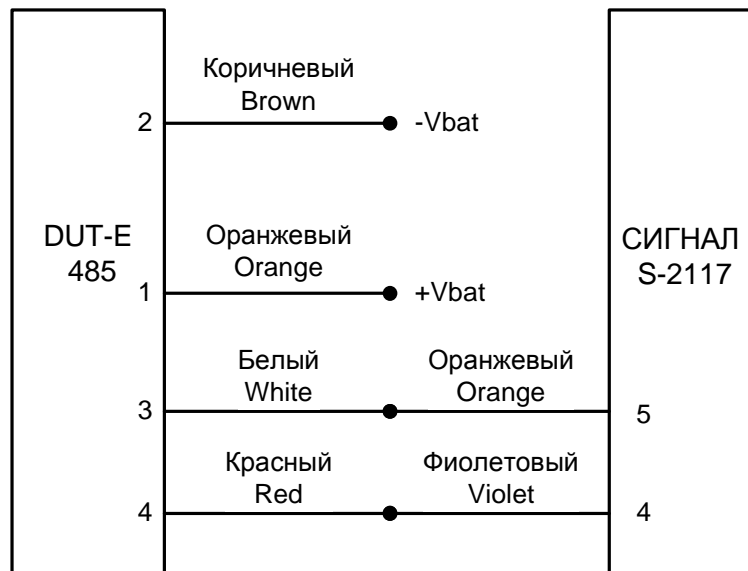 Коричневый
Brown
2
-Vbat
DUT-E
485
Оранжевый
Orange
1
+Vbat
СИГНАЛ
S-2117
Белый
White
Оранжевый
Orange
3
5
Красный
Red
Фиолетовый
Violet
4
4